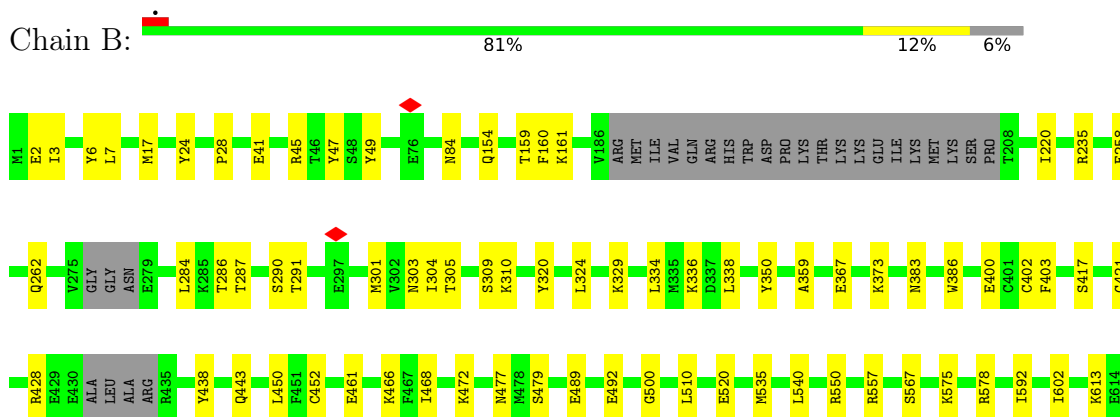 Chain B:
81% 12% 6%
M1 E2 I3 Y6 L7 M17 Y24 P28 E41 R45 T46 Y47 S48 Y49 E76 N84 Q154 T159 F160 K161 V186 ARG MET ILE VAL GLN ARG HIS TRP ASP PRO LYS THR LYS LYS GLU ILE LYS MET LYS SER PRO T208 I220 R235
Q262 V275 GLY GLY ASN E279 L284 K285 T286 T287 S290 T291 E297 M301 V302 N303 I304 T305 S309 K310 Y320 L324 K329 L334 M335 K336 D337 L338 Y350 A359 E367 K373 N383 W386 E400 C401 C402 F403 S417
R428 E429 E430 ALA LEU ALA ARG R435 Y438 Q443 L450 F451 C452 E461 K466 F467 I468 K472 N477 M478 S479 E489 E492 G500 L510 E520 M535 L540 R550 R557 S567 K575 R578 I592 I602 K613